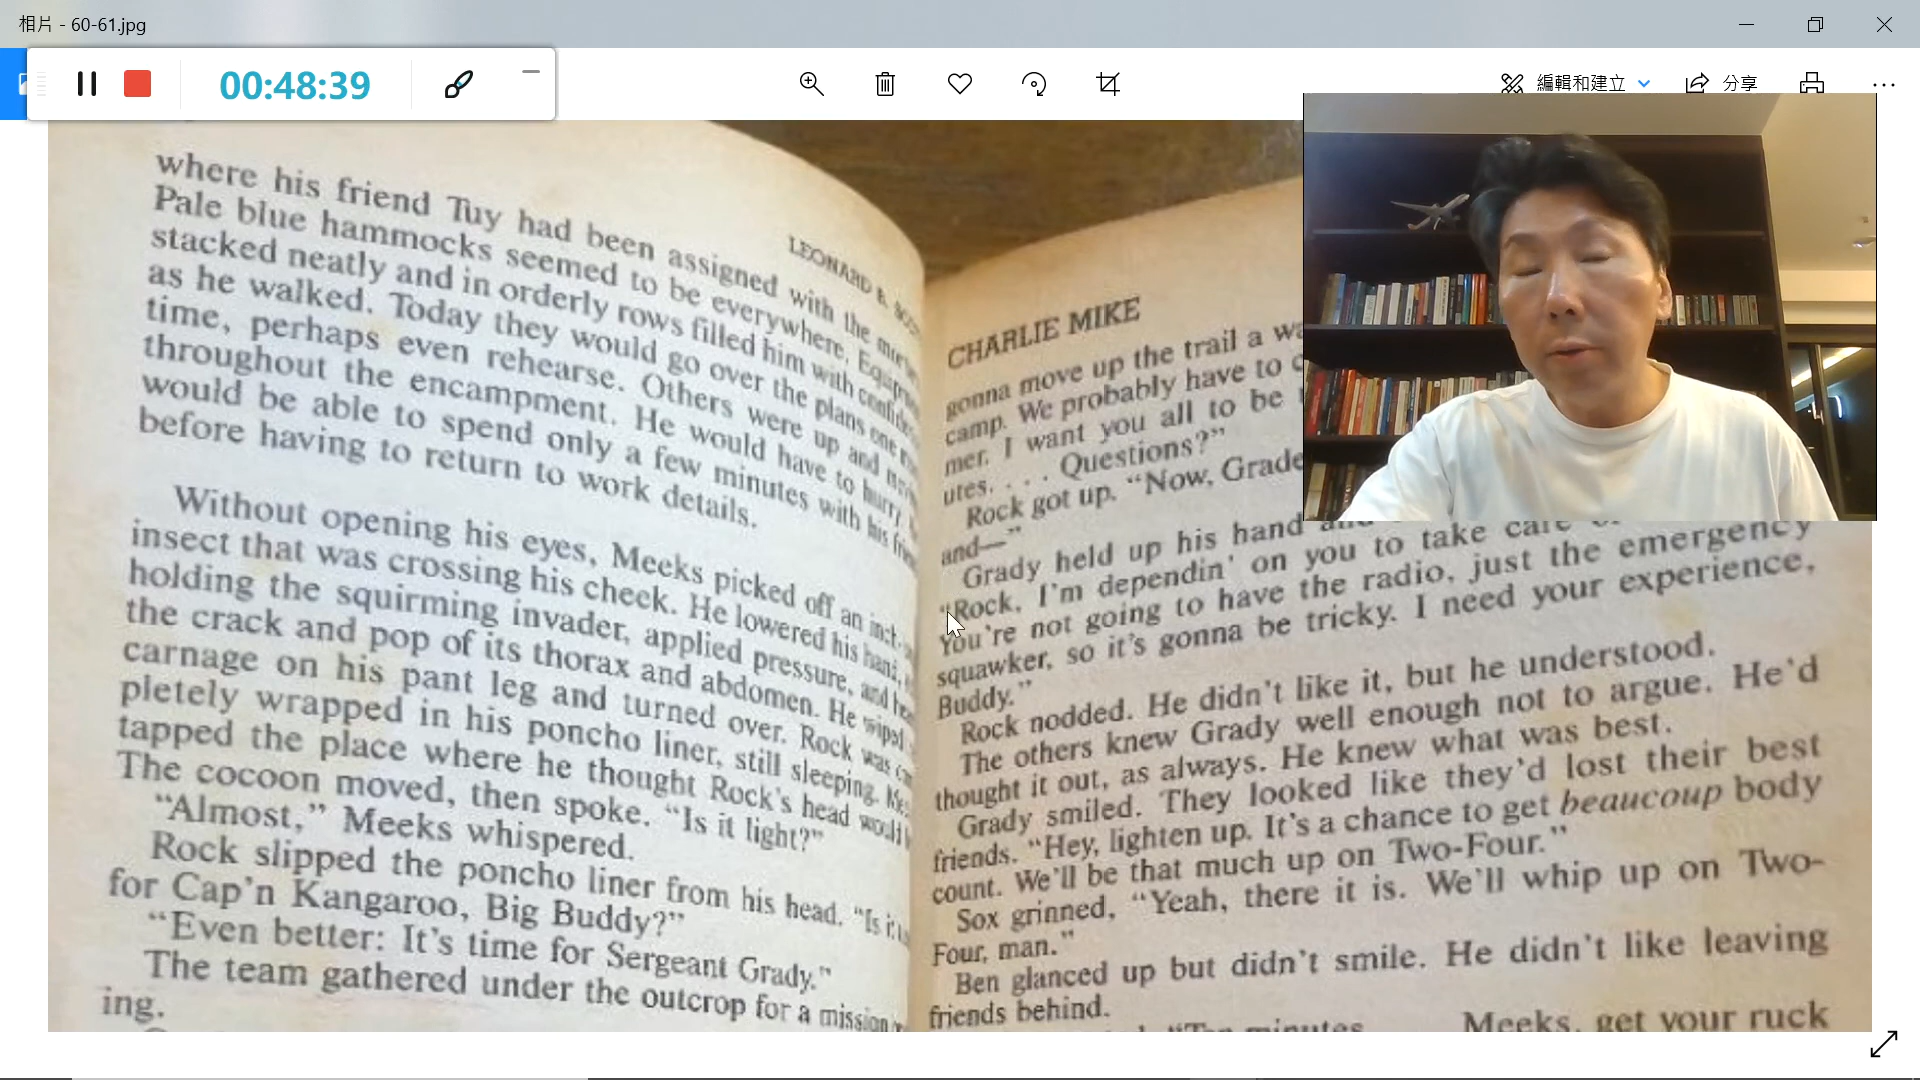 相片 - 60-61.jpg
00:48:39
編輯和建立
分享
LEONARD B. SCOTT
where his friend Tuy had been assigned with the
Pale blue hammocks seemed to be everywhere.
stacked neatly and in orderly rows filled him with
as he walked. Today they would go over the plans one
time, perhaps even rehearse. Others were up and
throughout the encampment. He would have to hurry,
would be able to spend only a few minutes with his
before having to return to work details.
Without opening his eyes, Meeks picked off an
insect that was crossing his cheek. He lowered his hand,
holding the squirming invader, applied pressure, and
the crack and pop of its thorax and abdomen. He wiped
carnage on his pant leg and turned over. Rock was
pletely wrapped in his poncho liner, still sleeping.
tapped the place where he thought Rock's head would
The cocoon moved, then spoke. "Is it light?"
"Almost," Meeks whispered.
Rock slipped the poncho liner from his head. "Is it
for Cap'n Kangaroo, Big Buddy?"
"Even better: It's time for Sergeant Grady."
The team gathered under the outcrop for a mission
ing.
CHARLIE MIKE
gonna move up the trail a
camp. We probably have to
mer. I want you all to be
utes. . . . Questions?"
Rock got up. "Now, Grade
and—"
Grady held up his hand
"Rock, I'm dependin' on you to take care
You're not going to have the radio, just the emergency
squawker, so it's gonna be tricky. I need your experience,
Buddy."
Rock nodded. He didn't like it, but he understood.
The others knew Grady well enough not to argue. He'd
thought it out, as always. He knew what was best.
Grady smiled. They looked like they'd lost their best
friends. "Hey, lighten up. It's a chance to get beaucoup body
count. We'll be that much up on Two-Four."
Sox grinned, "Yeah, there it is. We'll whip up on Two-
Four, man."
Ben glanced up but didn't smile. He didn't like leaving
friends behind.
"Ten minutes Meeks, get your ruck